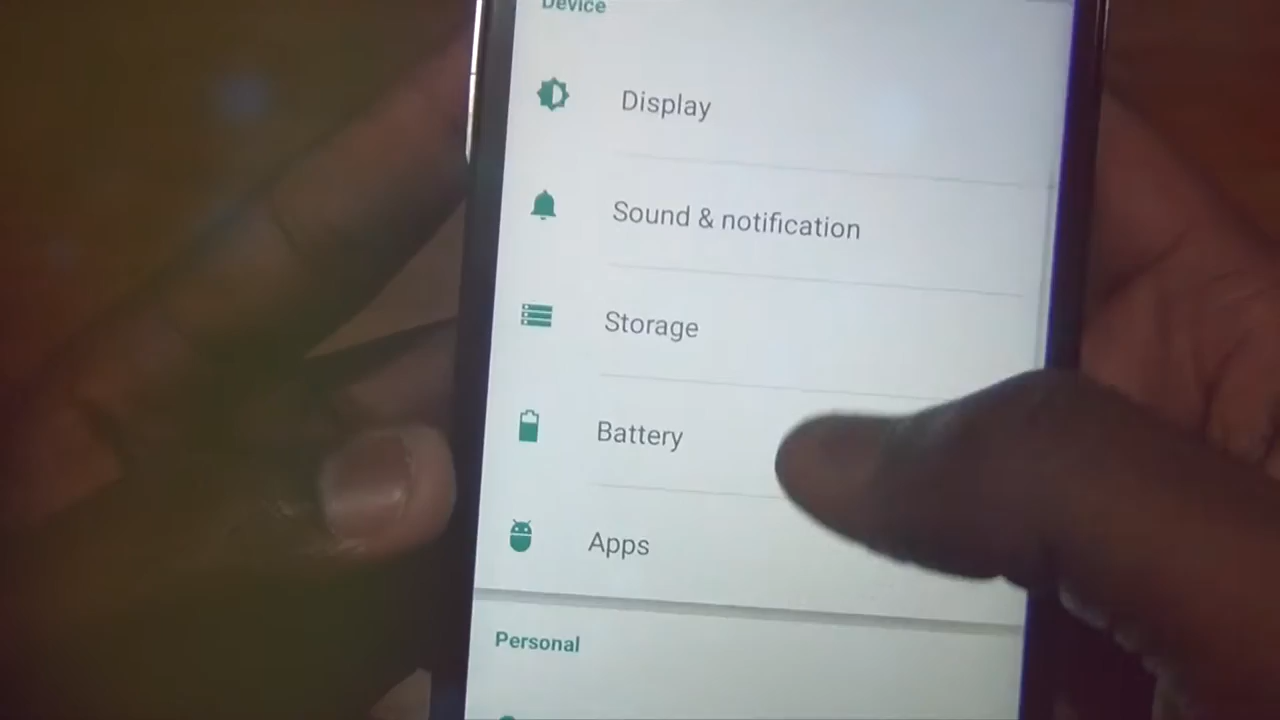 Device
Display
Sound & notification
Storage
Battery
Apps
Personal